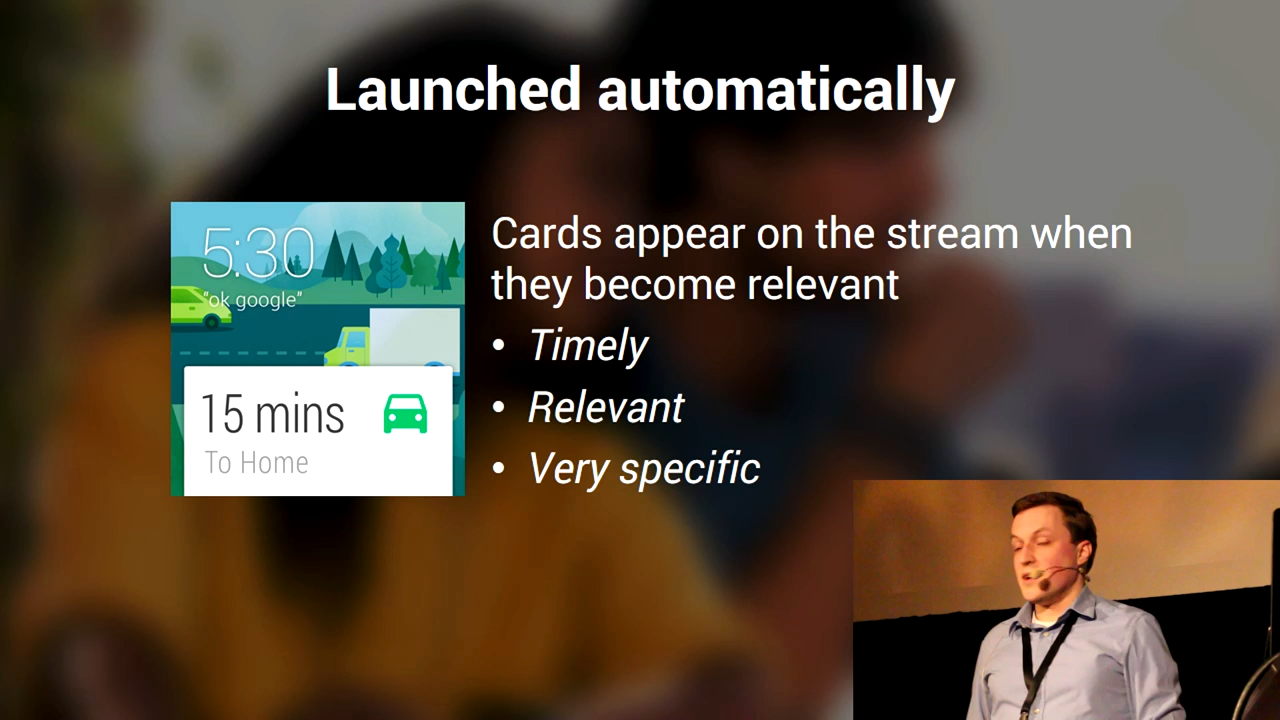 Launched automatically
5:30
"ok google"
15 mins
To Home
Cards appear on the stream when
they become relevant
• Timely
• Relevant
• Very specific